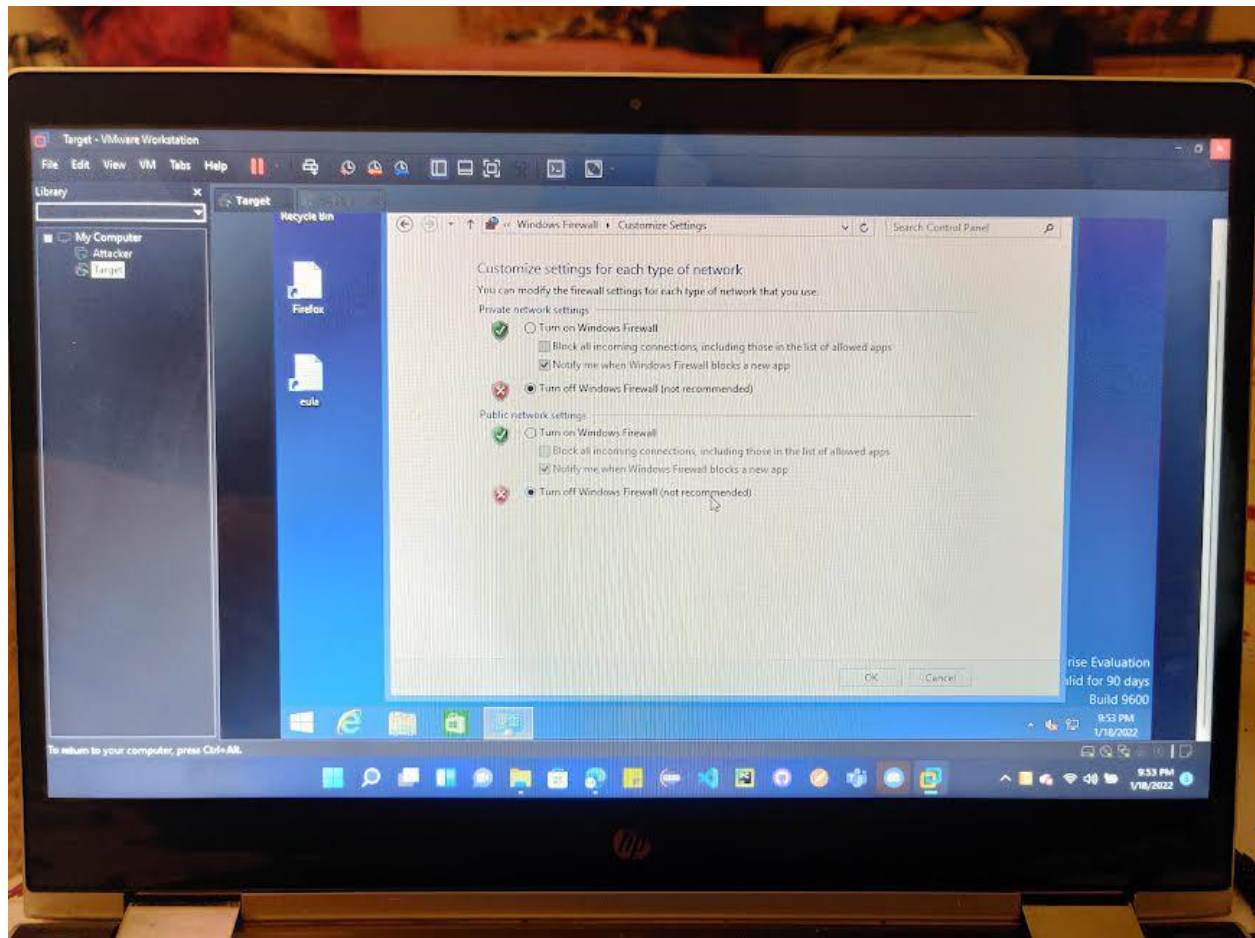 Target - VMware Workstation
File Edit View VM Tabs Help
Library
My Computer
Attacker
Target
Target
Recycle Bin
Firefox
eula
« Windows Firewall Customize Settings
Search Control Panel
Customize settings for each type of network
You can modify the firewall settings for each type of network that you use.
Private network settings
Turn on Windows Firewall
Block all incoming connections, including those in the list of allowed apps
Notify me when Windows Firewall blocks a new app
Turn off Windows Firewall (not recommended)
Public network settings
Turn on Windows Firewall
Block all incoming connections, including those in the list of allowed apps
Notify me when Windows Firewall blocks a new app
Turn off Windows Firewall (not recommended)
OK Cancel
rise Evaluation
lid for 90 days
Build 9600
9:53 PM
1/18/2022
To return to your computer, press Ctrl+Alt.
9:53 PM
1/18/2022
hp